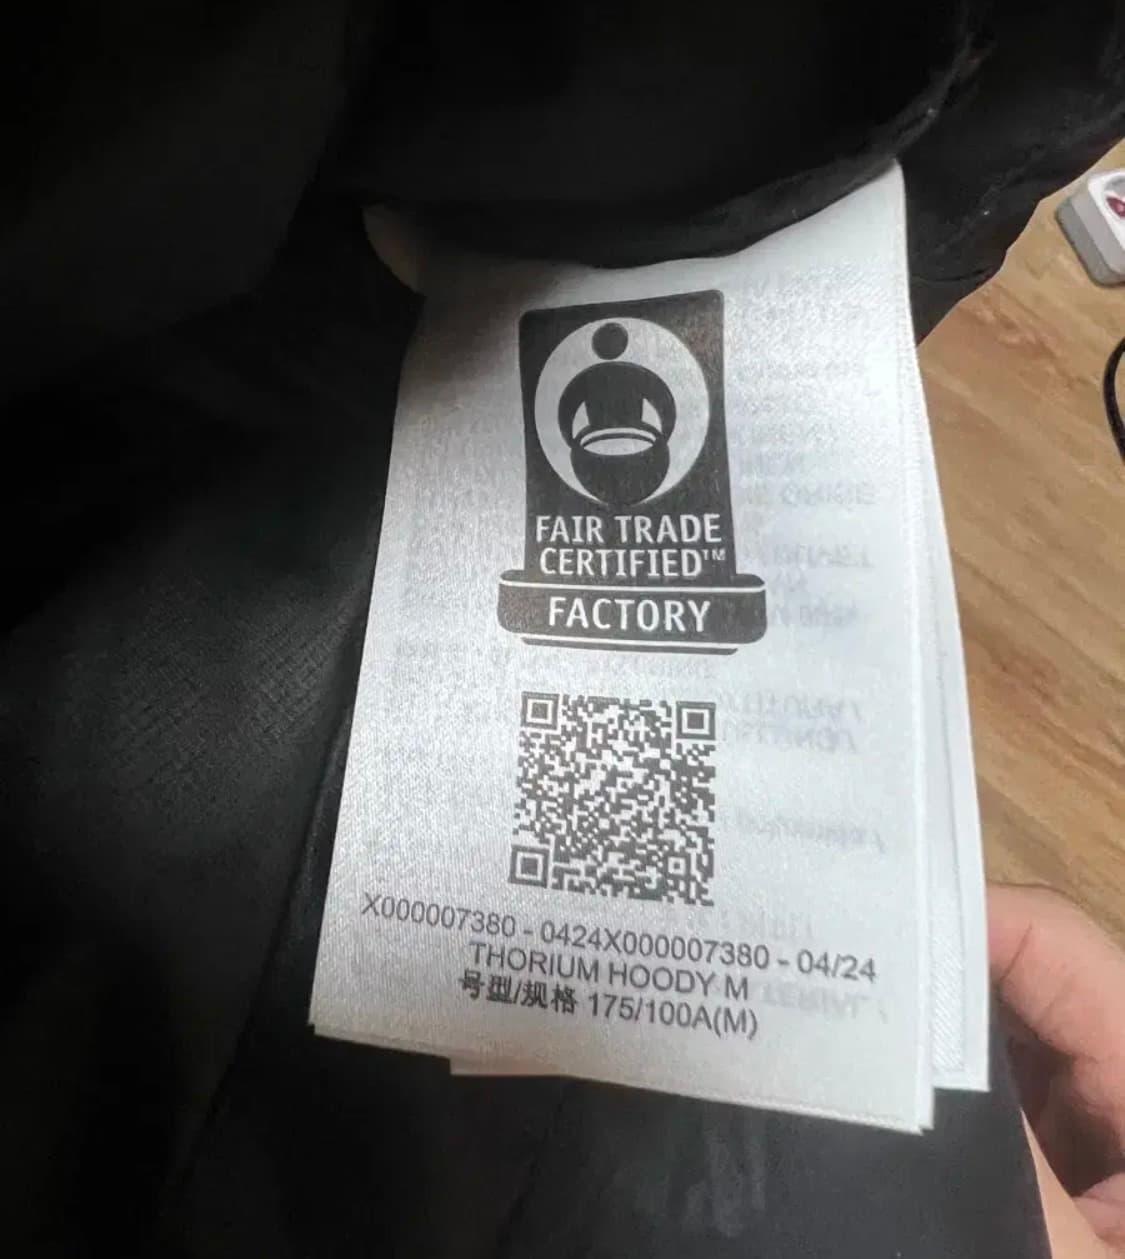 FAIR TRADE
CERTIFIED™
FACTORY
X000007380 - 0424X000007380 - 04/24
THORIUM HOODY M
号型/规格 175/100A(M)